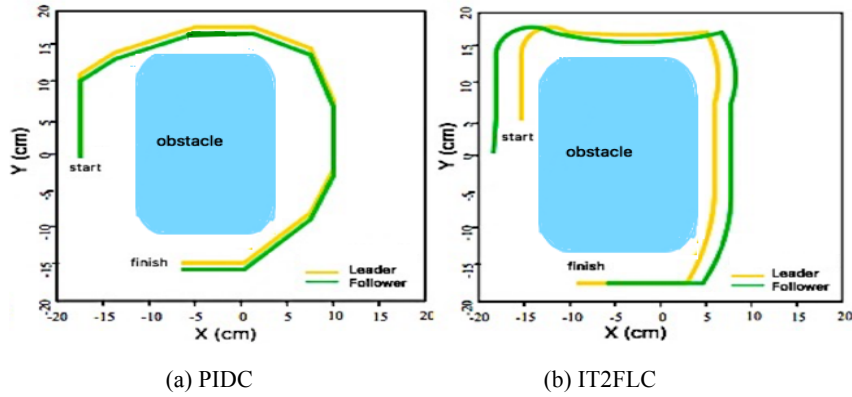 20
15
10
5
0
-5
-10
-15
-20
Y (cm)
obstacle
start
finish
Leader
Follower
-20 -15 -10 -5 0 5 10 15 20
X (cm)
(a) PIDC
20
15
10
5
0
-5
-10
-15
-20
Y (cm)
start
obstacle
finish
Leader
Follower
-20 -15 -10 -5 0 5 10 15 20
X (cm)
(b) IT2FLC